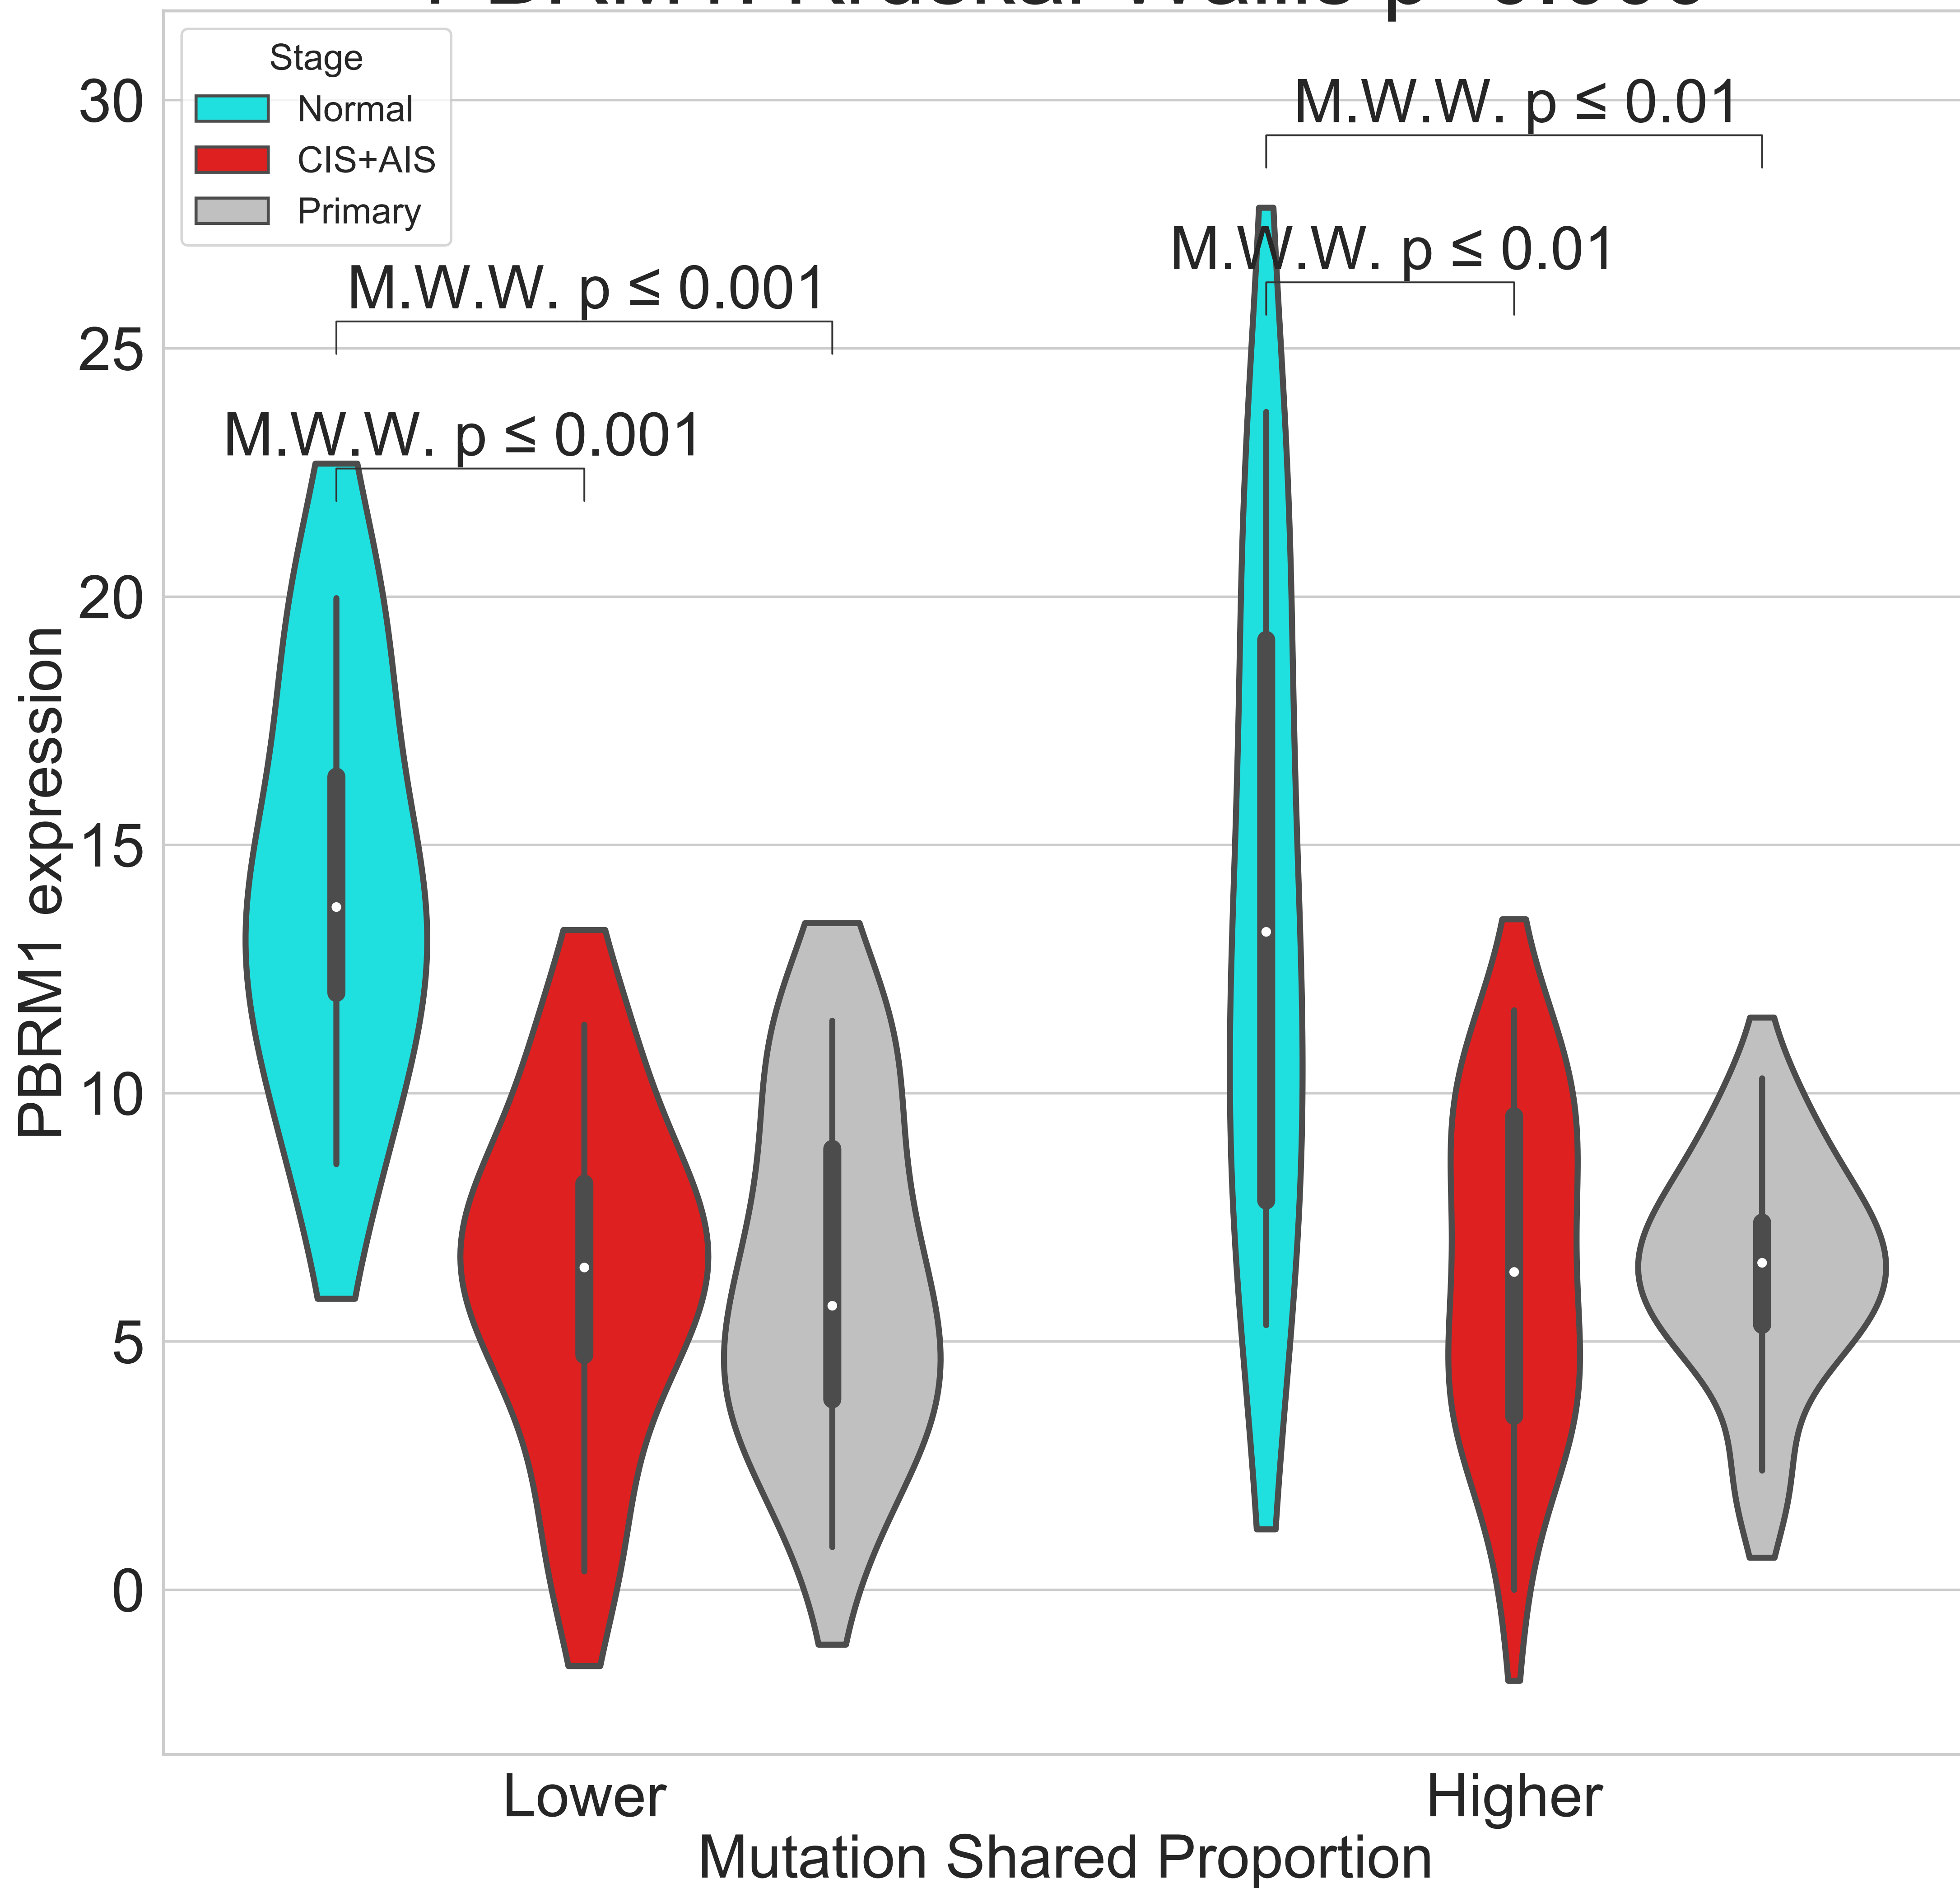 30
25
20
15
10
5
0
PBRM1 expression
Stage
Normal
CIS+AIS
Primary
M.W.W. p ≤ 0.01
M.W.W. p ≤ 0.01
M.W.W. p ≤ 0.001
M.W.W. p ≤ 0.001
Lower
Higher
Mutation Shared Proportion